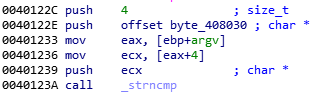 0040122C push    4               ; size_t
0040122E push    offset byte_408030 ; char *
00401233 mov     eax, [ebp+argv]
00401236 mov     ecx, [eax+4]
00401239 push    ecx             ; char *
0040123A call    _strncmp